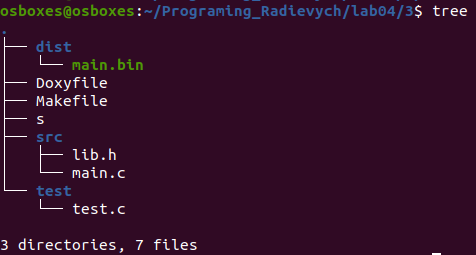 osboxes@osboxes:~/Programing_Radievych/lab04/3$ tree
.
├── dist
│   └── main.bin
├── Doxyfile
├── Makefile
├── s
├── src
│   ├── lib.h
│   └── main.c
└── test
    └── test.c
3 directories, 7 files